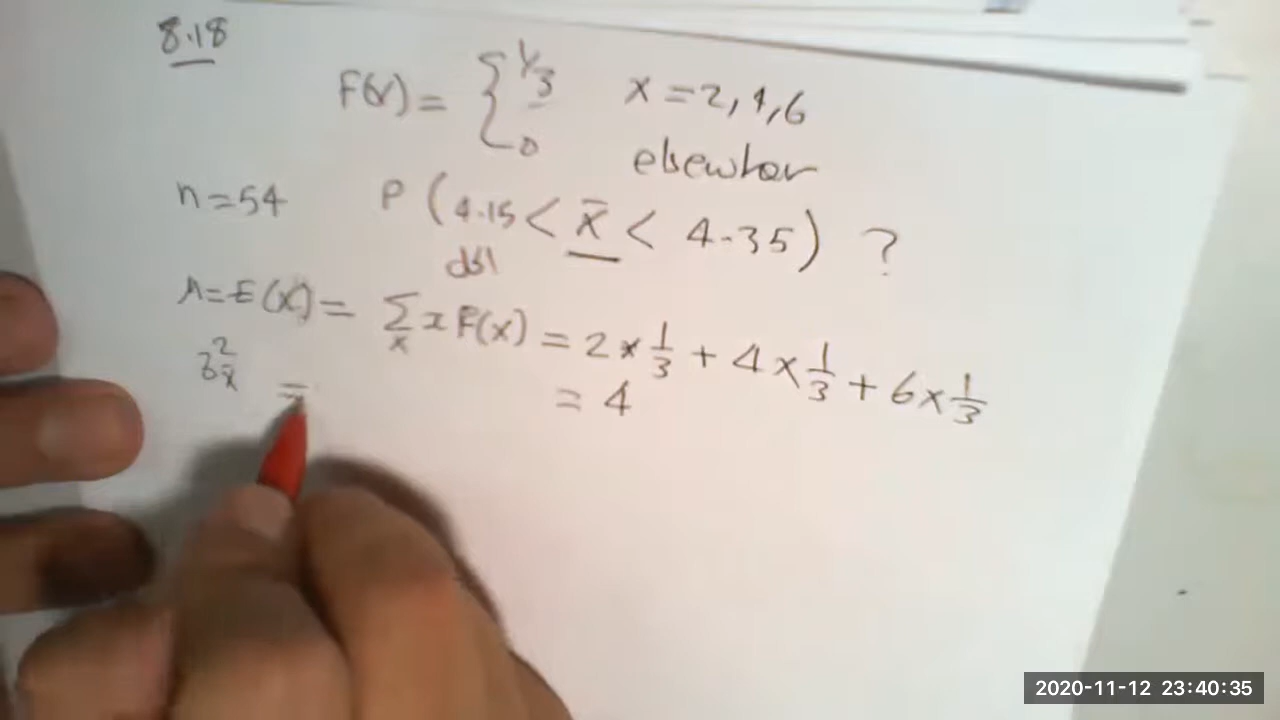 8.18
F(x) = { 1/3 x = 2, 4, 6
0 elsewher
n = 54 P ( 4.15 < x̄ < 4.35 ) ?
μ = E(X) = Σ x F(x) = 2 × 1/3 + 4 × 1/3 + 6 × 1/3
x
σ²x̄ = = 4
2020-11-12 23:40:35